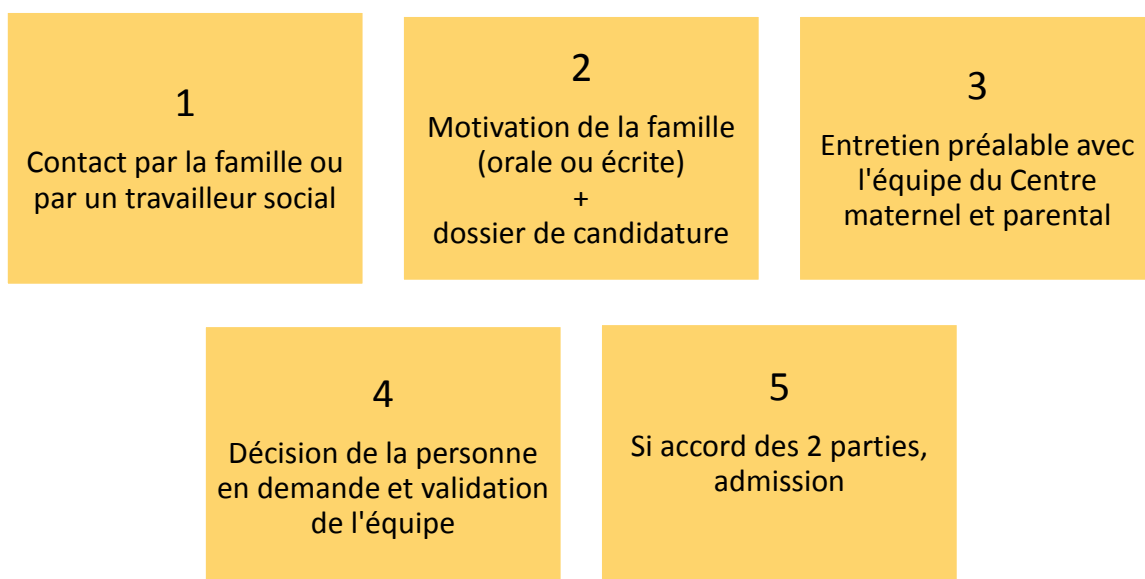 1
Contact par la famille ou
par un travailleur social
2
Motivation de la famille
(orale ou écrite)
+
dossier de candidature
3
Entretien préalable avec
l'équipe du Centre
maternel et parental
4
Décision de la personne
en demande et validation
de l'équipe
5
Si accord des 2 parties,
admission